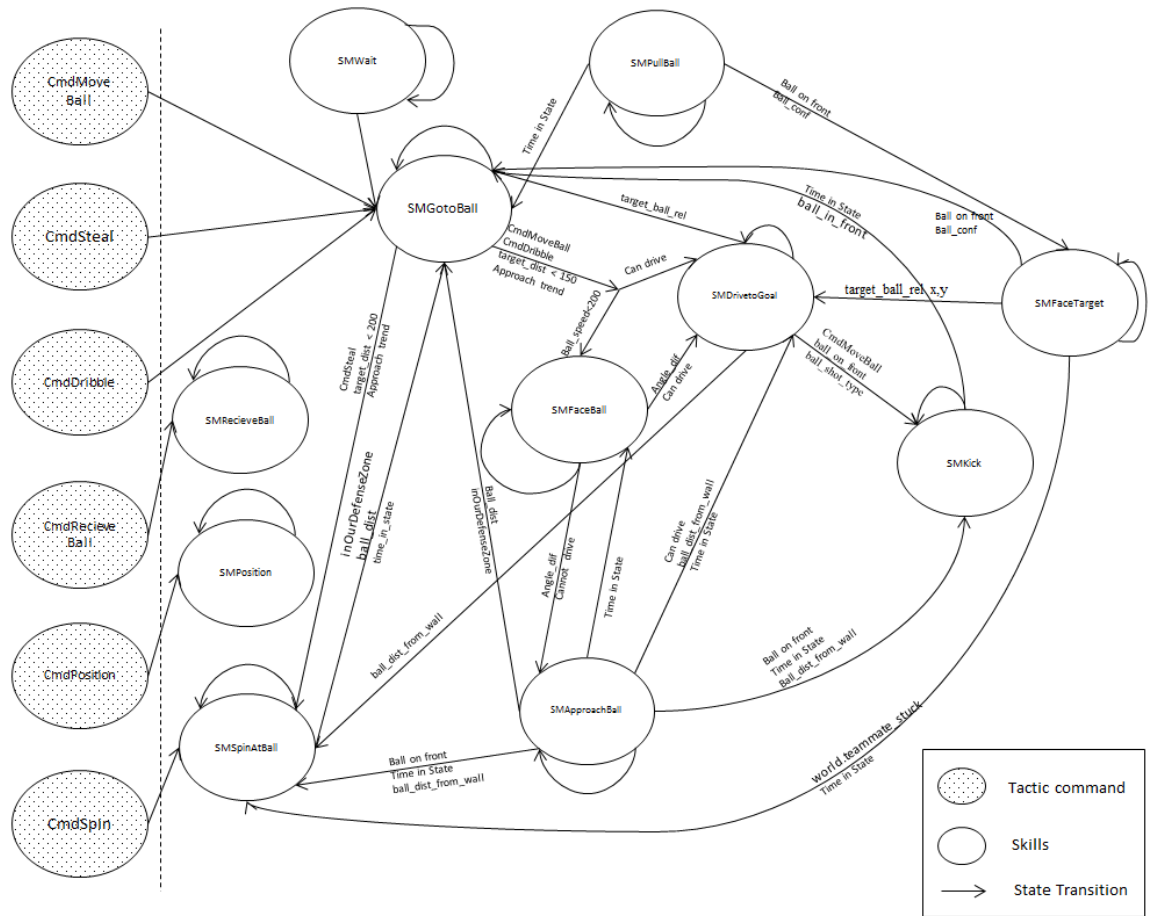 CmdMove
Ball
CmdSteal
CmdDribble
CmdRecieve
Ball
CmdPosition
CmdSpin
SMWait
SMPullBall
Ball on front
Ball_conf
Time in State
SMGotoBall
target_ball_rel
Time in State
ball_in_front
Ball on front
Ball_conf
CmdMoveBall
CmdDribble
target_dist < 150
Approach trend
Can drive
SMDrivetoGoal
target_ball_rel x,y
SMFaceTarget
Ball_speed<200
CmdSteal
target_dist < 200
Approach trend
CmdMoveBall
ball_on_front
ball_shot_type
Angle_dif
Can drive
SMRecieveBall
SMFaceBall
SMKick
inOurDefenseZone
ball_dist
time_in_state
Ball_dist
inOurDefenseZone
Can drive
ball_dist_from_wall
Time in State
SMPosition
Angle_dif
Cannot drive
Time in State
ball_dist_from_wall
Ball on front
Time in State
Ball_dist_from_wall
SMSpinAtBall
SMApproachBall
Ball on front
Time in State
ball_dist_from_wall
world.teammate_stuck
Time in State
Tactic command
Skills
State Transition